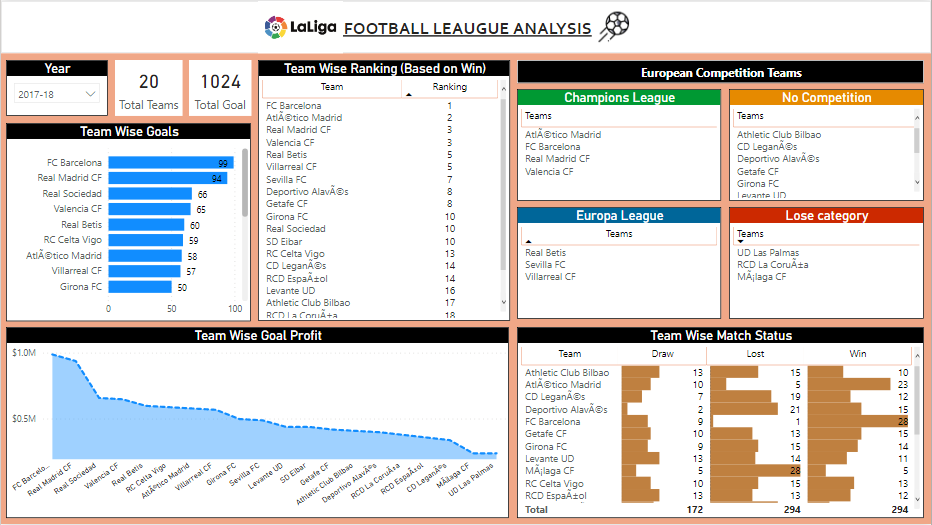 LaLiga FOOTBALL LEAUGUE ANALYSIS
Year
2017-18
20
Total Teams
1024
Total Goal
Team Wise Goals
FC Barcelona 99
Real Madrid CF 94
Real Sociedad 66
Valencia CF 65
Real Betis 60
RC Celta Vigo 59
AtlÃ©tico Madrid 58
Villarreal CF 57
Girona FC 50
0 50 100
Team Wise Ranking (Based on Win)
Team Ranking
FC Barcelona 1
AtlÃ©tico Madrid 2
Real Madrid CF 3
Valencia CF 3
Real Betis 5
Villarreal CF 5
Sevilla FC 7
Deportivo AlavÃ©s 8
Getafe CF 8
Girona FC 10
Real Sociedad 10
SD Eibar 10
RC Celta Vigo 13
CD LeganÃ©s 14
RCD EspaÃ±ol 14
Levante UD 16
Athletic Club Bilbao 17
RCD La CoruÃ±a 18
European Competition Teams
Champions League
Teams
AtlÃ©tico Madrid
FC Barcelona
Real Madrid CF
Valencia CF
No Competition
Teams
Athletic Club Bilbao
CD LeganÃ©s
Deportivo AlavÃ©s
Getafe CF
Girona FC
Levante UD
Europa League
Teams
Real Betis
Sevilla FC
Villarreal CF
Lose category
Teams
UD Las Palmas
RCD La CoruÃ±a
MÃ¡laga CF
Team Wise Goal Profit
$1.0M
$0.5M
FC Barcelo...
Real Madrid CF
Real Sociedad
Valencia CF
Real Betis
RC Celta Vigo
AtlÃ©tico Madrid
Villarreal CF
Girona FC
Sevilla FC
Levante UD
SD Eibar
Getafe CF
Athletic Club Bilbao
Deportivo AlavÃ©s
RCD La CoruÃ±a
RCD EspaÃ±ol
CD LeganÃ©s
MÃ¡laga CF
UD Las Palmas
Team Wise Match Status
Team Draw Lost Win
Athletic Club Bilbao 13 15 10
AtlÃ©tico Madrid 10 5 23
CD LeganÃ©s 7 19 12
Deportivo AlavÃ©s 2 21 15
FC Barcelona 9 1 28
Getafe CF 10 13 15
Girona FC 9 15 14
Levante UD 13 14 11
MÃ¡laga CF 5 28 5
RC Celta Vigo 10 15 13
RCD EspaÃ±ol 13 13 12
Total 172 294 294